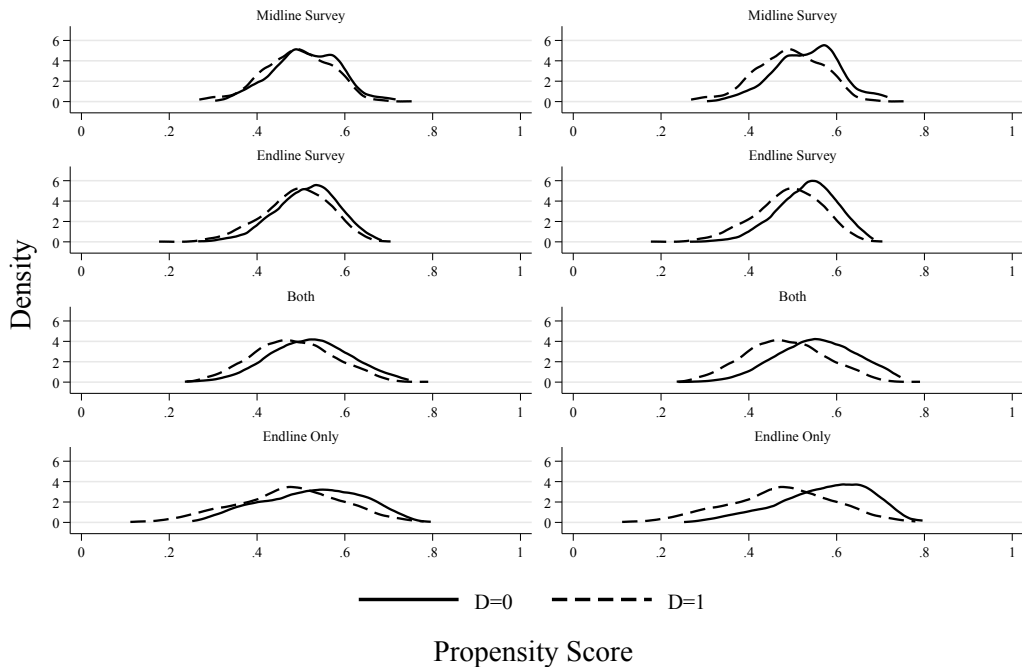 Midline Survey
6
4
2
0
0 .2 .4 .6 .8 1
Midline Survey
6
4
2
0
0 .2 .4 .6 .8 1
Endline Survey
6
4
2
0
0 .2 .4 .6 .8 1
Endline Survey
6
4
2
0
0 .2 .4 .6 .8 1
Both
6
4
2
0
0 .2 .4 .6 .8 1
Both
6
4
2
0
0 .2 .4 .6 .8 1
Endline Only
6
4
2
0
0 .2 .4 .6 .8 1
Endline Only
6
4
2
0
0 .2 .4 .6 .8 1
Density
D=0 D=1
Propensity Score